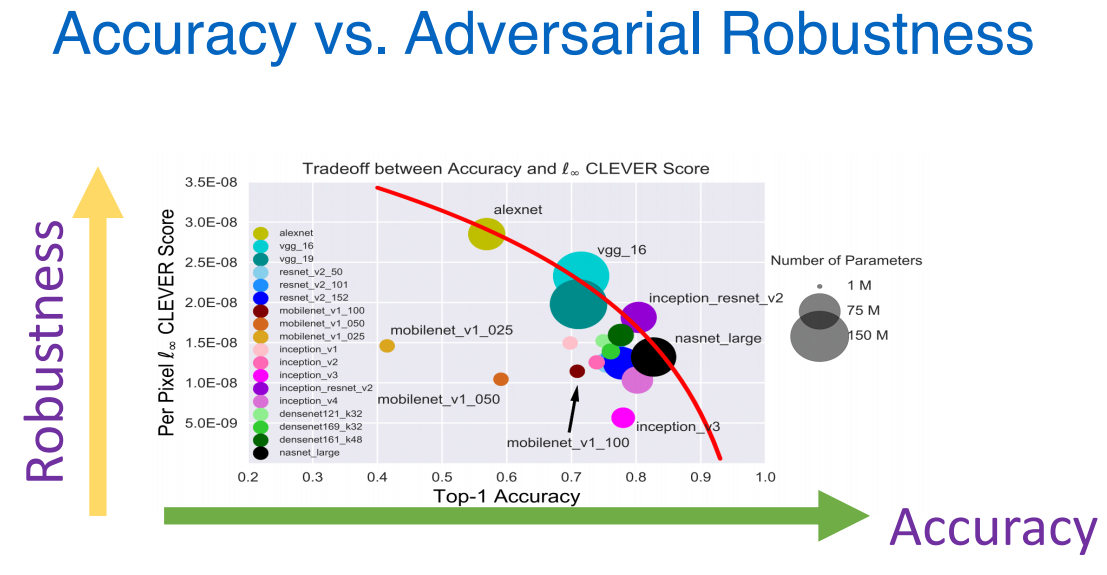 Accuracy vs. Adversarial Robustness
Tradeoff between Accuracy and ℓ∞ CLEVER Score
Robustness
Per Pixel ℓ∞ CLEVER Score
3.5E-08
3.0E-08
2.5E-08
2.0E-08
1.5E-08
1.0E-08
5.0E-09
alexnet
vgg_16
vgg_19
resnet_v2_50
resnet_v2_101
resnet_v2_152
mobilenet_v1_100
mobilenet_v1_050
mobilenet_v1_025
inception_v1
inception_v2
inception_v3
inception_resnet_v2
inception_v4
densenet121_k32
densenet169_k32
densenet161_k48
nasnet_large
alexnet
vgg_16
inception_resnet_v2
mobilenet_v1_025
nasnet_large
mobilenet_v1_050
inception_v3
mobilenet_v1_100
Number of Parameters
1 M
75 M
150 M
0.2 0.3 0.4 0.5 0.6 0.7 0.8 0.9 1.0
Top-1 Accuracy
Accuracy